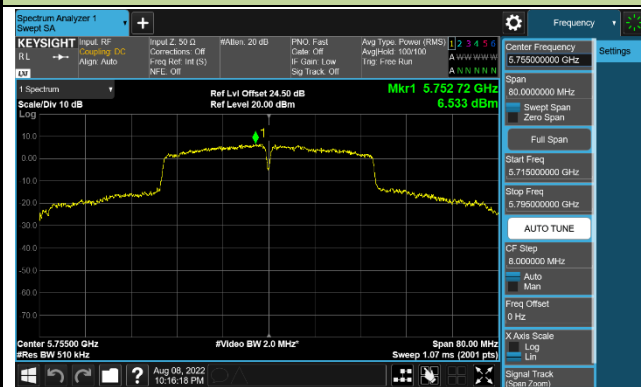 Spectrum Analyzer 1
Swept SA
Frequency
KEYSIGHT
RL
LXI
Input: RF
Coupling: DC
Align: Auto
Input Z: 50 Ω
Corrections: Off
Freq Ref: Int (S)
NFE: Off
#Atten: 20 dB
PNO: Fast
Gate: Off
IF Gain: Low
Sig Track: Off
Avg Type: Power (RMS)
Avg|Hold: 100/100
Trig: Free Run
1 2 3 4 5 6
A W W W W W
A N N N N N
1 Spectrum
Scale/Div 10 dB
Log
Ref Lvl Offset 24.50 dB
Ref Level 20.00 dBm
Mkr1 5.752 72 GHz
6.533 dBm
1
10.0
0.00
10.0
20.0
30.0
40.0
-50.0
-60.0
70.0
Center 5.75500 GHz
#Res BW 510 kHz
#Video BW 2.0 MHz*
Span 80.00 MHz
Sweep 1.07 ms (2001 pts)
Aug 08, 2022
10:16:18 PM
Center Frequency
5.755000000 GHz
Settings
Span
80.0000000 MHz
Swept Span
Zero Span
Full Span
Start Freq
5.715000000 GHz
Stop Freq
5.795000000 GHz
AUTO TUNE
CF Step
8.000000 MHz
Auto
Man
Freq Offset
0 Hz
X Axis Scale
Log
Lin
Signal Track
(Span Zoom)